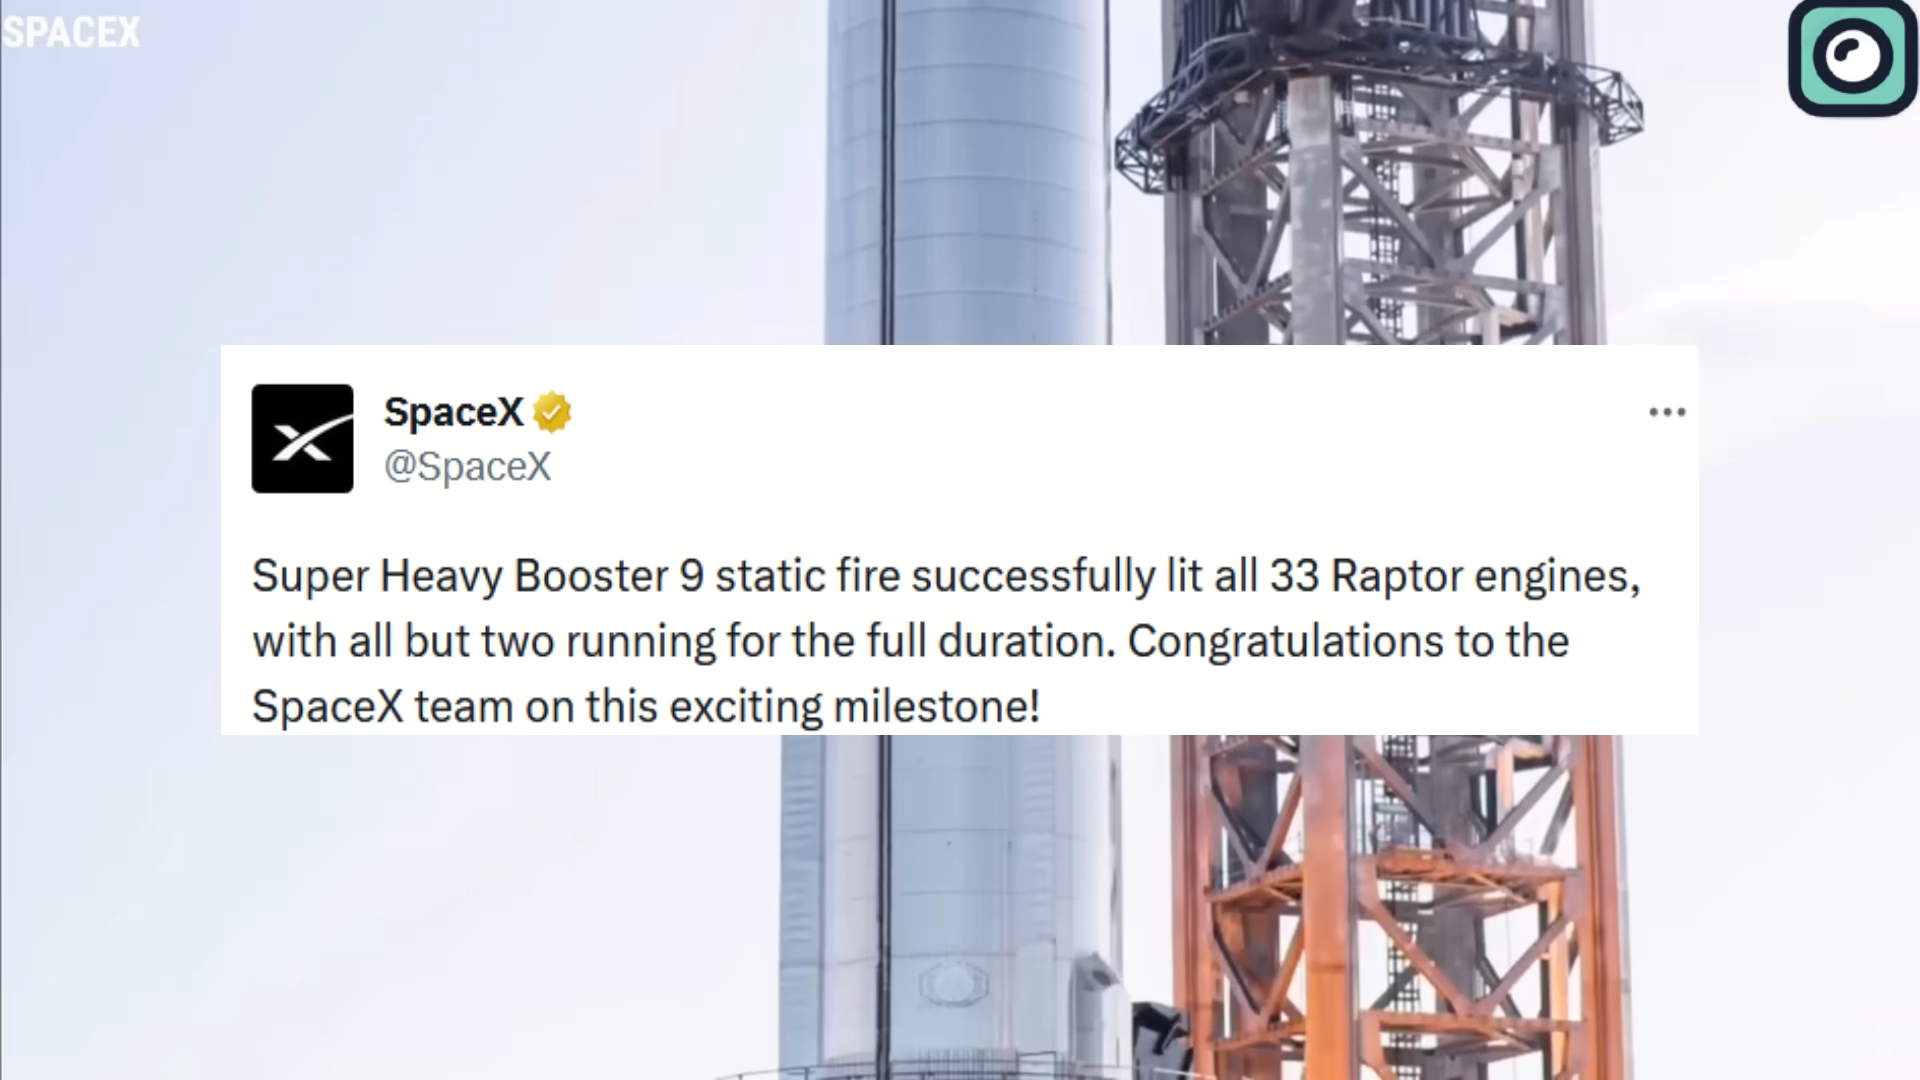 SPACEX
SpaceX
@SpaceX
Super Heavy Booster 9 static fire successfully lit all 33 Raptor engines,
with all but two running for the full duration. Congratulations to the
SpaceX team on this exciting milestone!